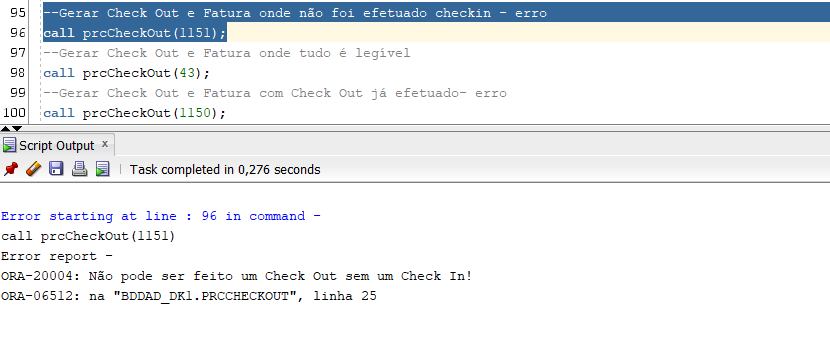 95 --Gerar Check Out e Fatura onde não foi efetuado checkin - erro
96 call prcCheckOut(1151);
97 --Gerar Check Out e Fatura onde tudo é legível
98 call prcCheckOut(43);
99 --Gerar Check Out e Fatura com Check Out já efetuado- erro
100 call prcCheckOut(1150);
Script Output x
Task completed in 0,276 seconds
Error starting at line : 96 in command -
call prcCheckOut(1151)
Error report -
ORA-20004: Não pode ser feito um Check Out sem um Check In!
ORA-06512: na "BDDAD_DK1.PRCCHECKOUT", linha 25